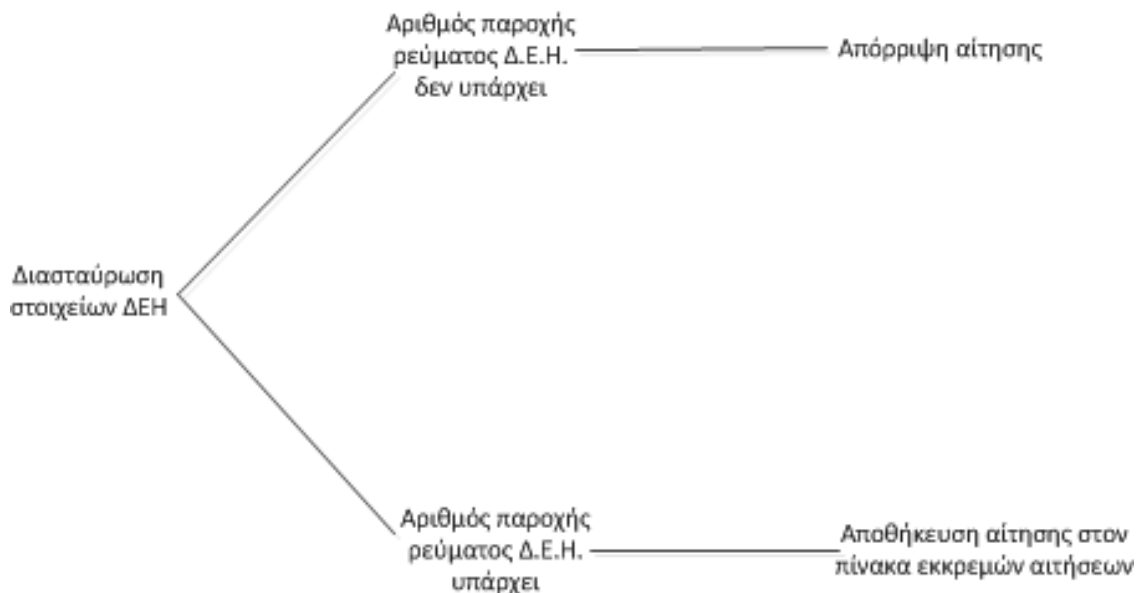 Αριθμός παροχής
ρεύματος Δ.Ε.Η.
δεν υπάρχει
Απόρριψη αίτησης
Διασταύρωση
στοιχείων ΔΕΗ
Αριθμός παροχής
ρεύματος Δ.Ε.Η.
υπάρχει
Αποθήκευση αίτησης στον
πίνακα εκκρεμών αιτήσεων